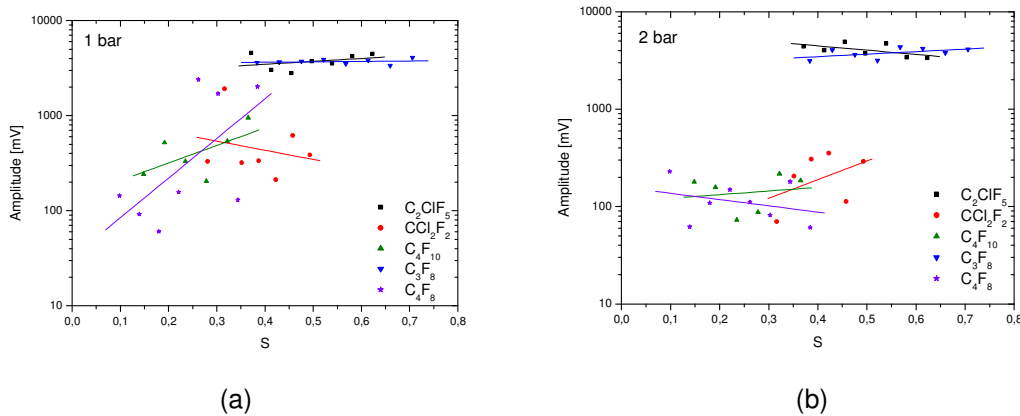 1 bar
Amplitude [mV]
10000
1000
100
10
0,0 0,1 0,2 0,3 0,4 0,5 0,6 0,7 0,8
S
C₂ClF₅
CCl₂F₂
C₄F₁₀
C₃F₈
C₄F₈
(a)
2 bar
Amplitude [mV]
10000
1000
100
10
0,0 0,1 0,2 0,3 0,4 0,5 0,6 0,7 0,8
S
C₂ClF₅
CCl₂F₂
C₄F₁₀
C₃F₈
C₄F₈
(b)